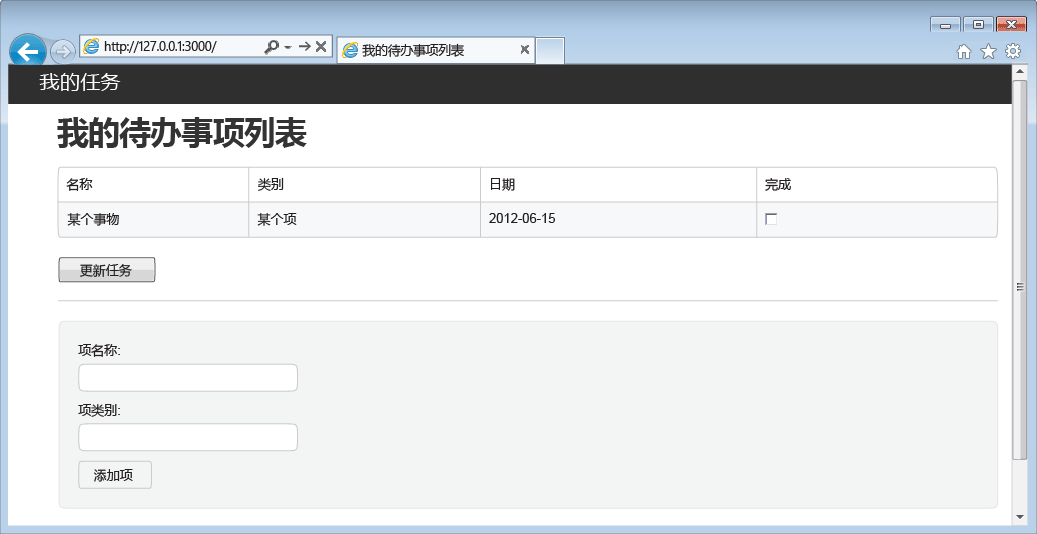 http://127.0.0.1:3000/
我的待办事项列表
我的任务
我的待办事项列表
名称 类别 日期 完成
某个事物 某个项 2012-06-15
更新任务
项名称:
项类别:
添加项